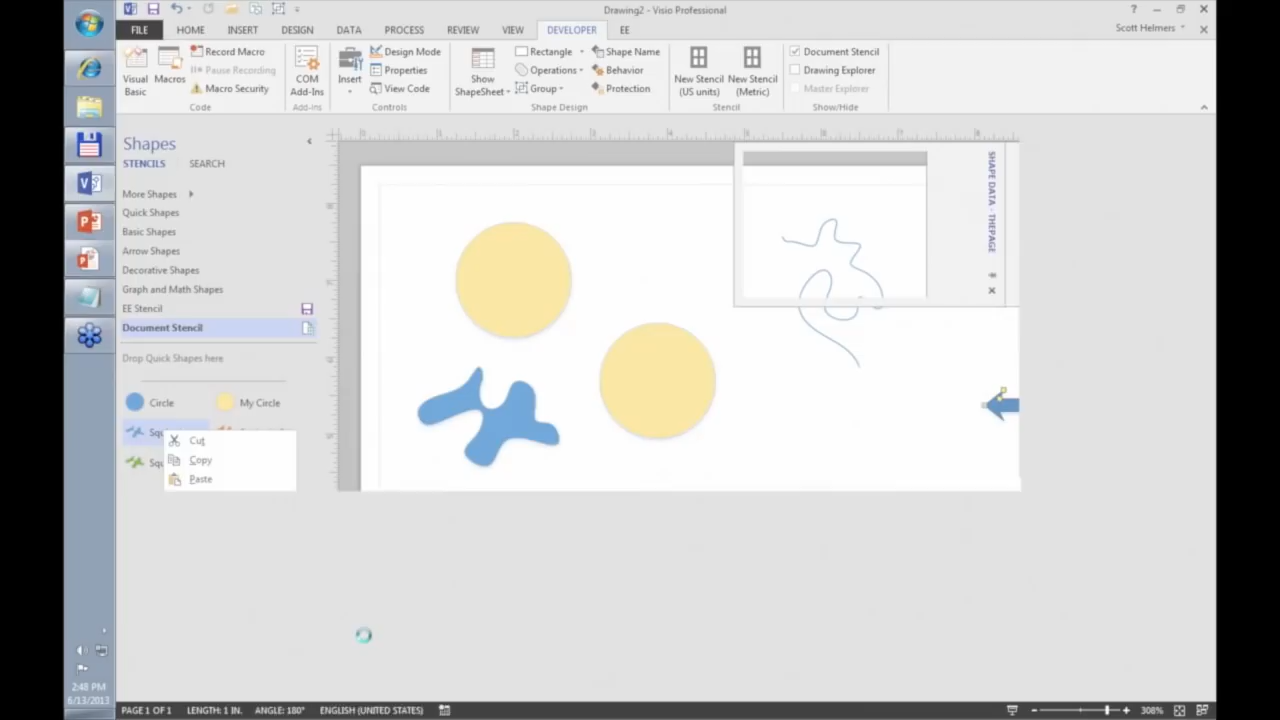 Drawing2 - Visio Professional
?
Scott Helmers
FILE HOME INSERT DESIGN DATA PROCESS REVIEW VIEW DEVELOPER EE
Visual Basic
Macros
Record Macro
Pause Recording
Macro Security
Code
COM Add-Ins
Add-Ins
Insert
Design Mode
Properties
View Code
Controls
Show ShapeSheet
Rectangle
Operations
Group
Shape Name
Behavior
Protection
Shape Design
New Stencil (US units)
New Stencil (Metric)
Stencil
Document Stencil
Drawing Explorer
Master Explorer
Show/Hide
Shapes
STENCILS SEARCH
More Shapes
Quick Shapes
Basic Shapes
Arrow Shapes
Decorative Shapes
Graph and Math Shapes
EE Stencil
Document Stencil
Drop Quick Shapes here
Circle My Circle
Squ
Squ
Cut
Copy
Paste
SHAPE DATA - THEPAGE
2:48 PM
6/13/2013
PAGE 1 OF 1 LENGTH: 1 IN. ANGLE: 180° ENGLISH (UNITED STATES) 308%